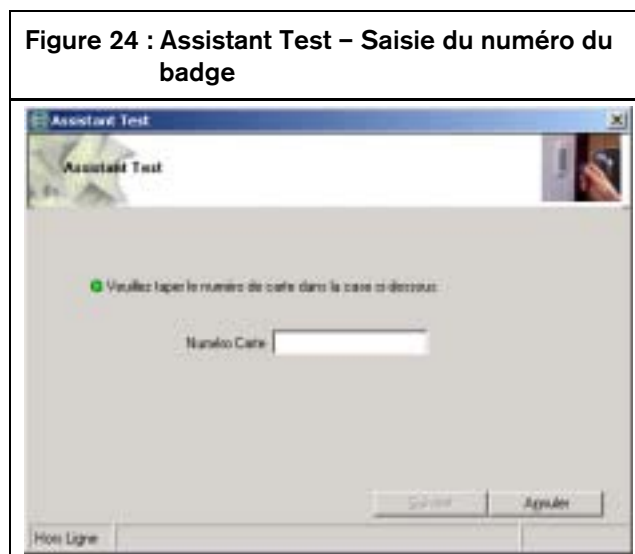 Figure 24 : Assistant Test – Saisie du numéro du
badge
Assistant Test
Assistant Test
Veuillez taper le numéro de carte dans la case ci-dessous
Numéro Carte
Suivant
Annuler
Hors Ligne